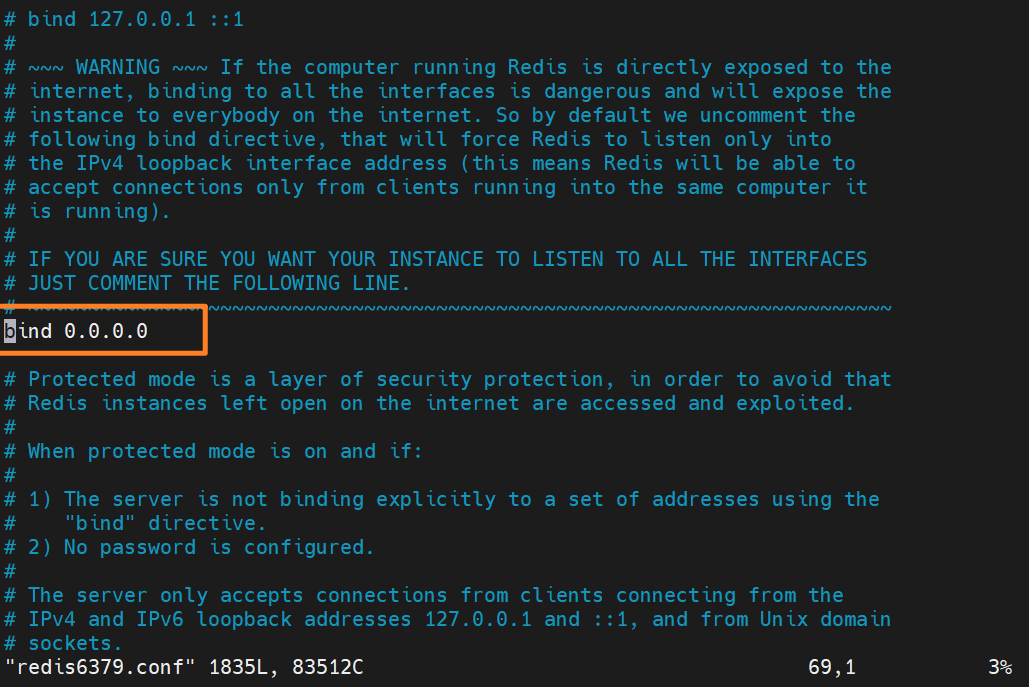 # bind 127.0.0.1 ::1
#
# ~~~ WARNING ~~~ If the computer running Redis is directly exposed to the
# internet, binding to all the interfaces is dangerous and will expose the
# instance to everybody on the internet. So by default we uncomment the
# following bind directive, that will force Redis to listen only into
# the IPv4 loopback interface address (this means Redis will be able to
# accept connections only from clients running into the same computer it
# is running).
#
# IF YOU ARE SURE YOU WANT YOUR INSTANCE TO LISTEN TO ALL THE INTERFACES
# JUST COMMENT THE FOLLOWING LINE.
# ~~~~~~~~~~~~~~~~~~~~~~~~~~~~~~~~~~~~~~~~~~~~~~~~~~~~~~~~~~~~~~~~~~~~~~~~
bind 0.0.0.0
# Protected mode is a layer of security protection, in order to avoid that
# Redis instances left open on the internet are accessed and exploited.
#
# When protected mode is on and if:
#
# 1) The server is not binding explicitly to a set of addresses using the
#    "bind" directive.
# 2) No password is configured.
#
# The server only accepts connections from clients connecting from the
# IPv4 and IPv6 loopback addresses 127.0.0.1 and ::1, and from Unix domain
# sockets.
"redis6379.conf" 1835L, 83512C 69,1 3%